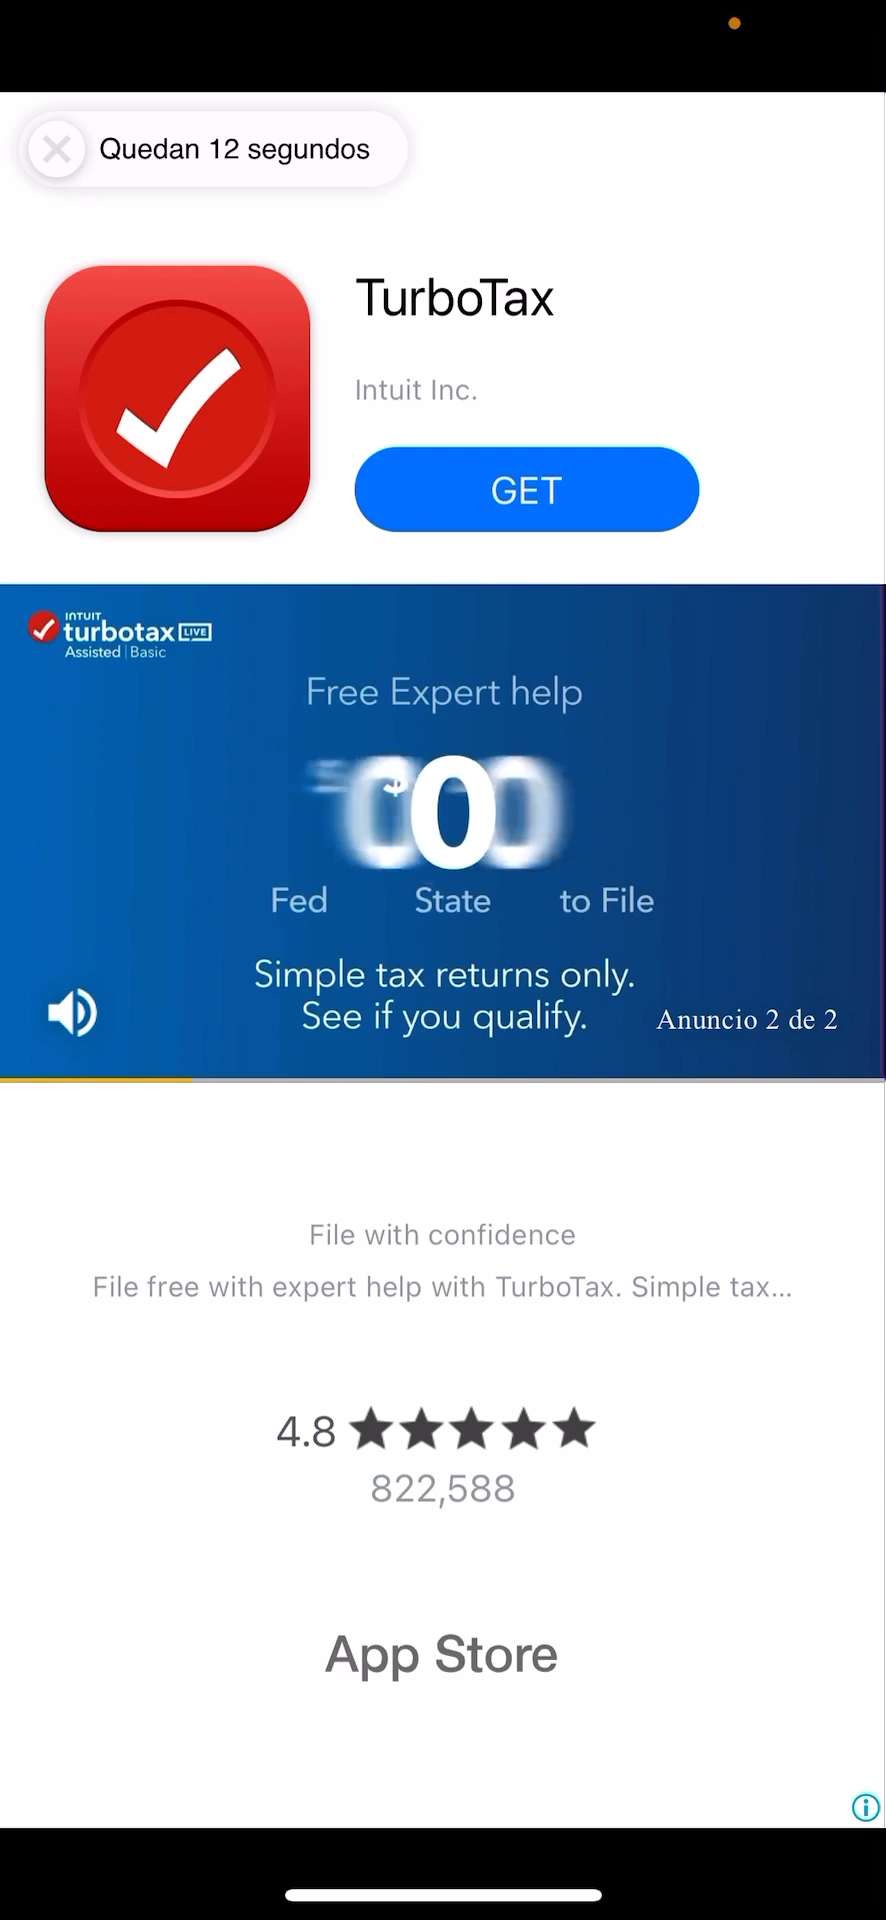 Quedan 12 segundos
TurboTax
Intuit Inc.
GET
INTUIT
turbotax LIVE
Assisted | Basic
Free Expert help
$0
Fed State to File
Simple tax returns only.
See if you qualify.
Anuncio 2 de 2
File with confidence
File free with expert help with TurboTax. Simple tax...
4.8
822,588
App Store